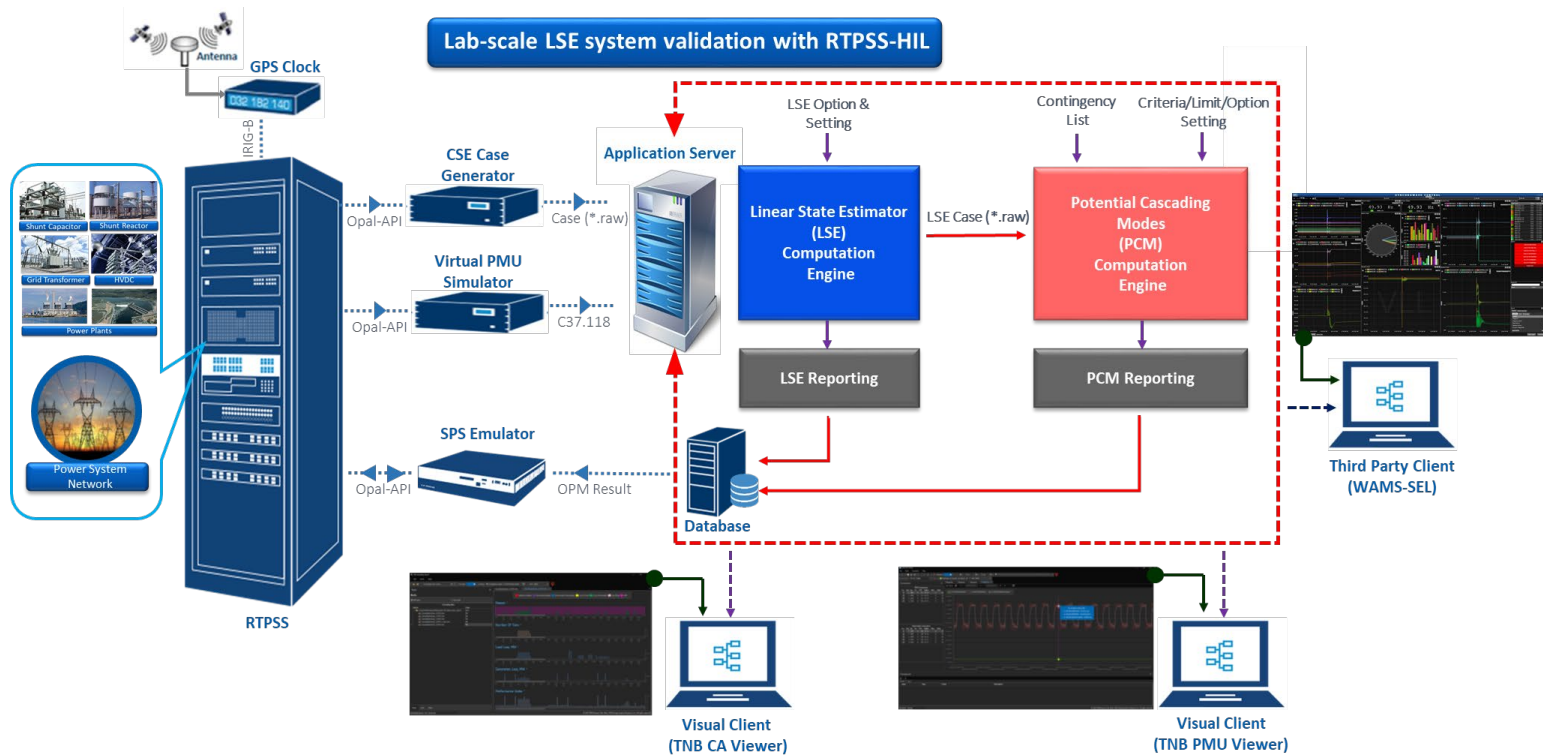 Lab-scale LSE system validation with RTPSS-HIL
Antenna
GPS Clock
032 182 140
IRIG-B
Shunt Capacitor
Shunt Reactor
Grid Transformer
HVDC
Power Plants
Power System
Network
RTPSS
Opal-API
CSE Case
Generator
Case (*.raw)
Opal-API
Virtual PMU
Simulator
C37.118
Opal-API
SPS Emulator
OPM Result
Application Server
LSE Option &
Setting
Contingency
List
Criteria/Limit/Option
Setting
Linear State Estimator
(LSE)
Computation
Engine
LSE Case (*.raw)
Potential Cascading
Modes
(PCM)
Computation
Engine
LSE Reporting
PCM Reporting
Database
Third Party Client
(WAMS-SEL)
Visual Client
(TNB CA Viewer)
Visual Client
(TNB PMU Viewer)